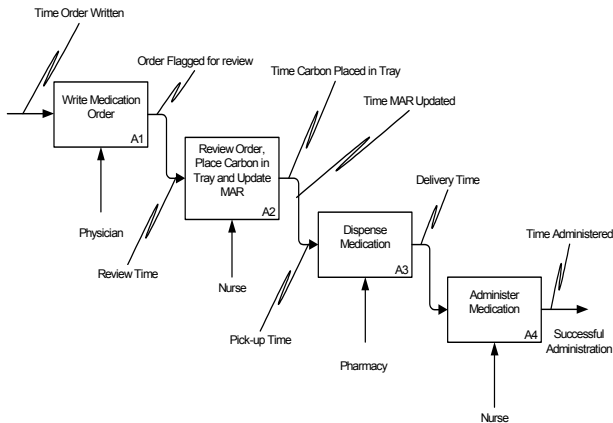 Time Order Written
Order Flagged for review
Write Medication
Order
A1
Time Carbon Placed in Tray
Time MAR Updated
Review Order,
Place Carbon in
Tray and Update
MAR
A2
Physician
Review Time
Nurse
Delivery Time
Dispense
Medication
A3
Time Administered
Pick-up Time
Pharmacy
Administer
Medication
A4
Successful
Administration
Nurse